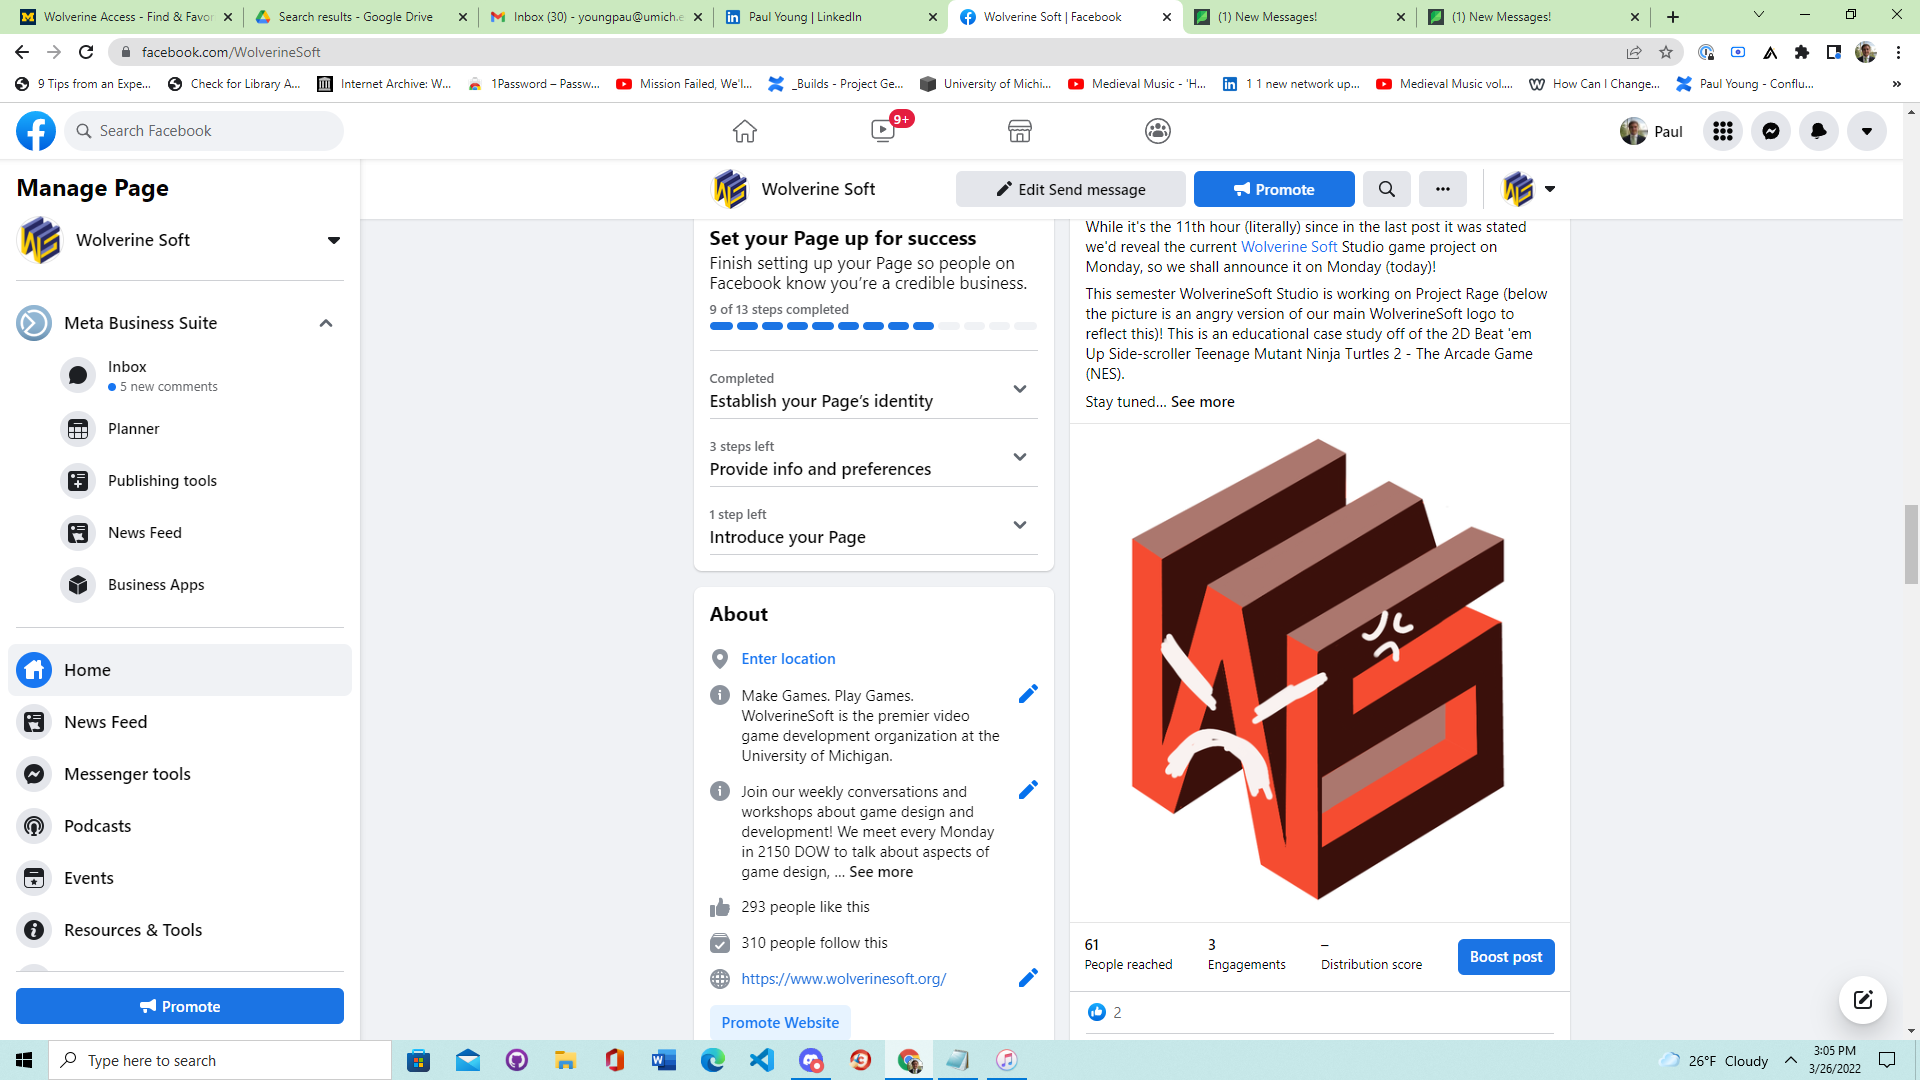 Wolverine Access - Find & Favor
Search results - Google Drive
Inbox (30) - youngpau@umich.e
Paul Young | LinkedIn
Wolverine Soft | Facebook
(1) New Messages!
(1) New Messages!
facebook.com/WolverineSoft
9 Tips from an Expe...
Check for Library A...
Internet Archive: W...
1Password – Passw...
Mission Failed, We'l...
_Builds - Project Ge...
University of Michi...
Medieval Music - 'H...
1 1 new network up...
Medieval Music vol....
How Can I Change...
Paul Young - Conflu...
»
Search Facebook
9+
Paul
Manage Page
Wolverine Soft
Meta Business Suite
Inbox
5 new comments
Planner
Publishing tools
News Feed
Business Apps
Home
News Feed
Messenger tools
Podcasts
Events
Resources & Tools
Promote
Wolverine Soft
Edit Send message
Promote
Set your Page up for success
Finish setting up your Page so people on
Facebook know you’re a credible business.
9 of 13 steps completed
Completed
Establish your Page’s identity
3 steps left
Provide info and preferences
1 step left
Introduce your Page
About
Enter location
Make Games. Play Games.
WolverineSoft is the premier video
game development organization at the
University of Michigan.
Join our weekly conversations and
workshops about game design and
development! We meet every Monday
in 2150 DOW to talk about aspects of
game design, ... See more
293 people like this
310 people follow this
https://www.wolverinesoft.org/
Promote Website
While it's the 11th hour (literally) since in the last post it was stated
we'd reveal the current Wolverine Soft Studio game project on
Monday, so we shall announce it on Monday (today)!
This semester WolverineSoft Studio is working on Project Rage (below
the picture is an angry version of our main WolverineSoft logo to
reflect this)! This is an educational case study off of the 2D Beat 'em
Up Side-scroller Teenage Mutant Ninja Turtles 2 - The Arcade Game
(NES).
Stay tuned... See more
WS
61
People reached
3
Engagements
–
Distribution score
Boost post
2
Type here to search
26°F Cloudy
3:05 PM
3/26/2022